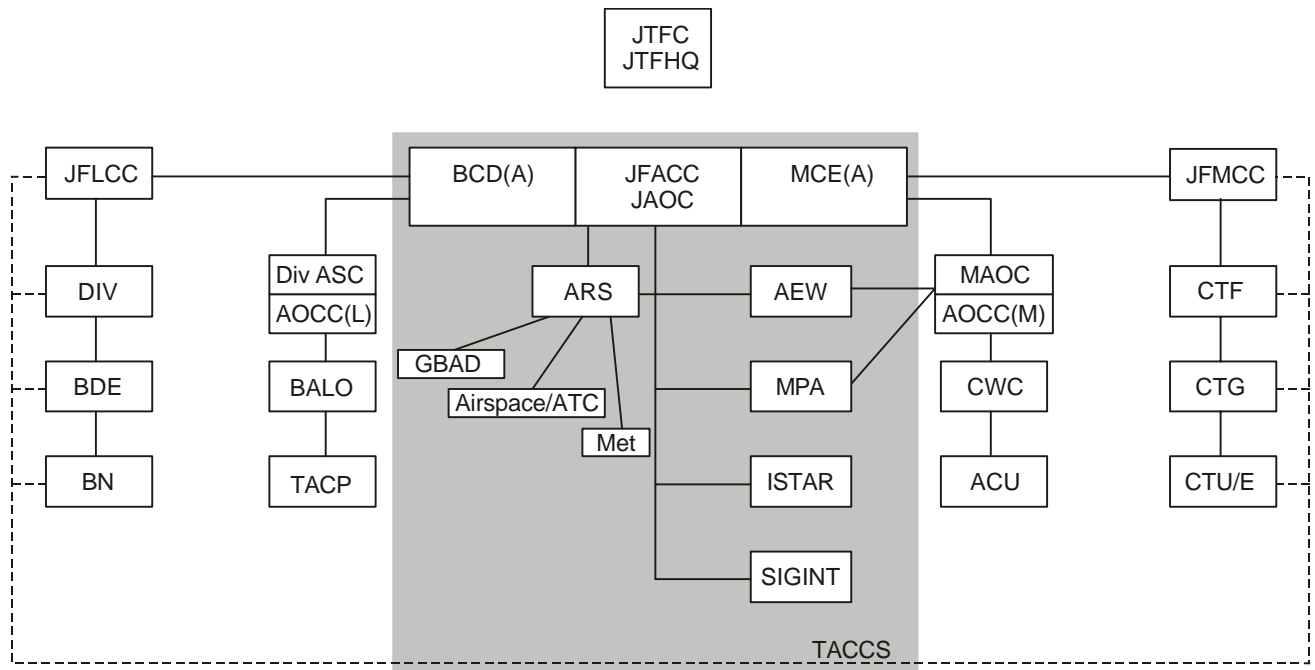 JTFC
JTFHQ
JFLCC
BCD(A)
JFACC
JAOC
MCE(A)
JFMCC
Div ASC
AOCC(L)
DIV
ARS
AEW
MAOC
AOCC(M)
CTF
GBAD
BDE
BALO
Airspace/ATC
MPA
CWC
CTG
Met
BN
TACP
ISTAR
ACU
CTU/E
SIGINT
TACCS